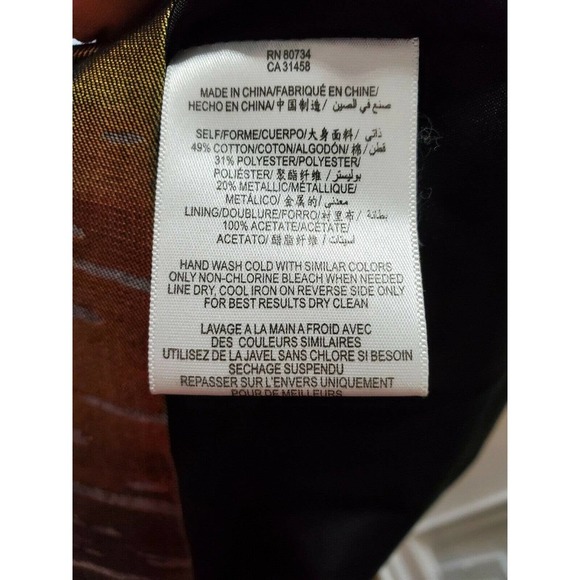 RN 80734
CA 31458
MADE IN CHINA/FABRIQUÉ EN CHINE/
HECHO EN CHINA/中国制造/ صنع في الصين/
SELF/FORME/CUERPO/大身面料/ ذاتي/
49% COTTON/COTON/ALGODÓN/棉/ قطن/
31% POLYESTER/POLYESTER/
POLIÉSTER/聚酯纤维/ بوليستر/
20% METALLIC/MÉTALLIQUE/
METÁLICO/金属的/ معدني/
LINING/DOUBLURE/FORRO/衬里布/ بطانة/
100% ACETATE/ACÉTATE/
ACETATO/醋脂纤维/ اسيتات/
HAND WASH COLD WITH SIMILAR COLORS
ONLY NON-CHLORINE BLEACH WHEN NEEDED
LINE DRY, COOL IRON ON REVERSE SIDE ONLY
FOR BEST RESULTS DRY CLEAN
LAVAGE A LA MAIN A FROID AVEC
DES COULEURS SIMILAIRES
UTILISEZ DE LA JAVEL SANS CHLORE SI BESOIN
SECHAGE SUSPENDU
REPASSER SUR L'ENVERS UNIQUEMENT
POUR DE MEILLEURS